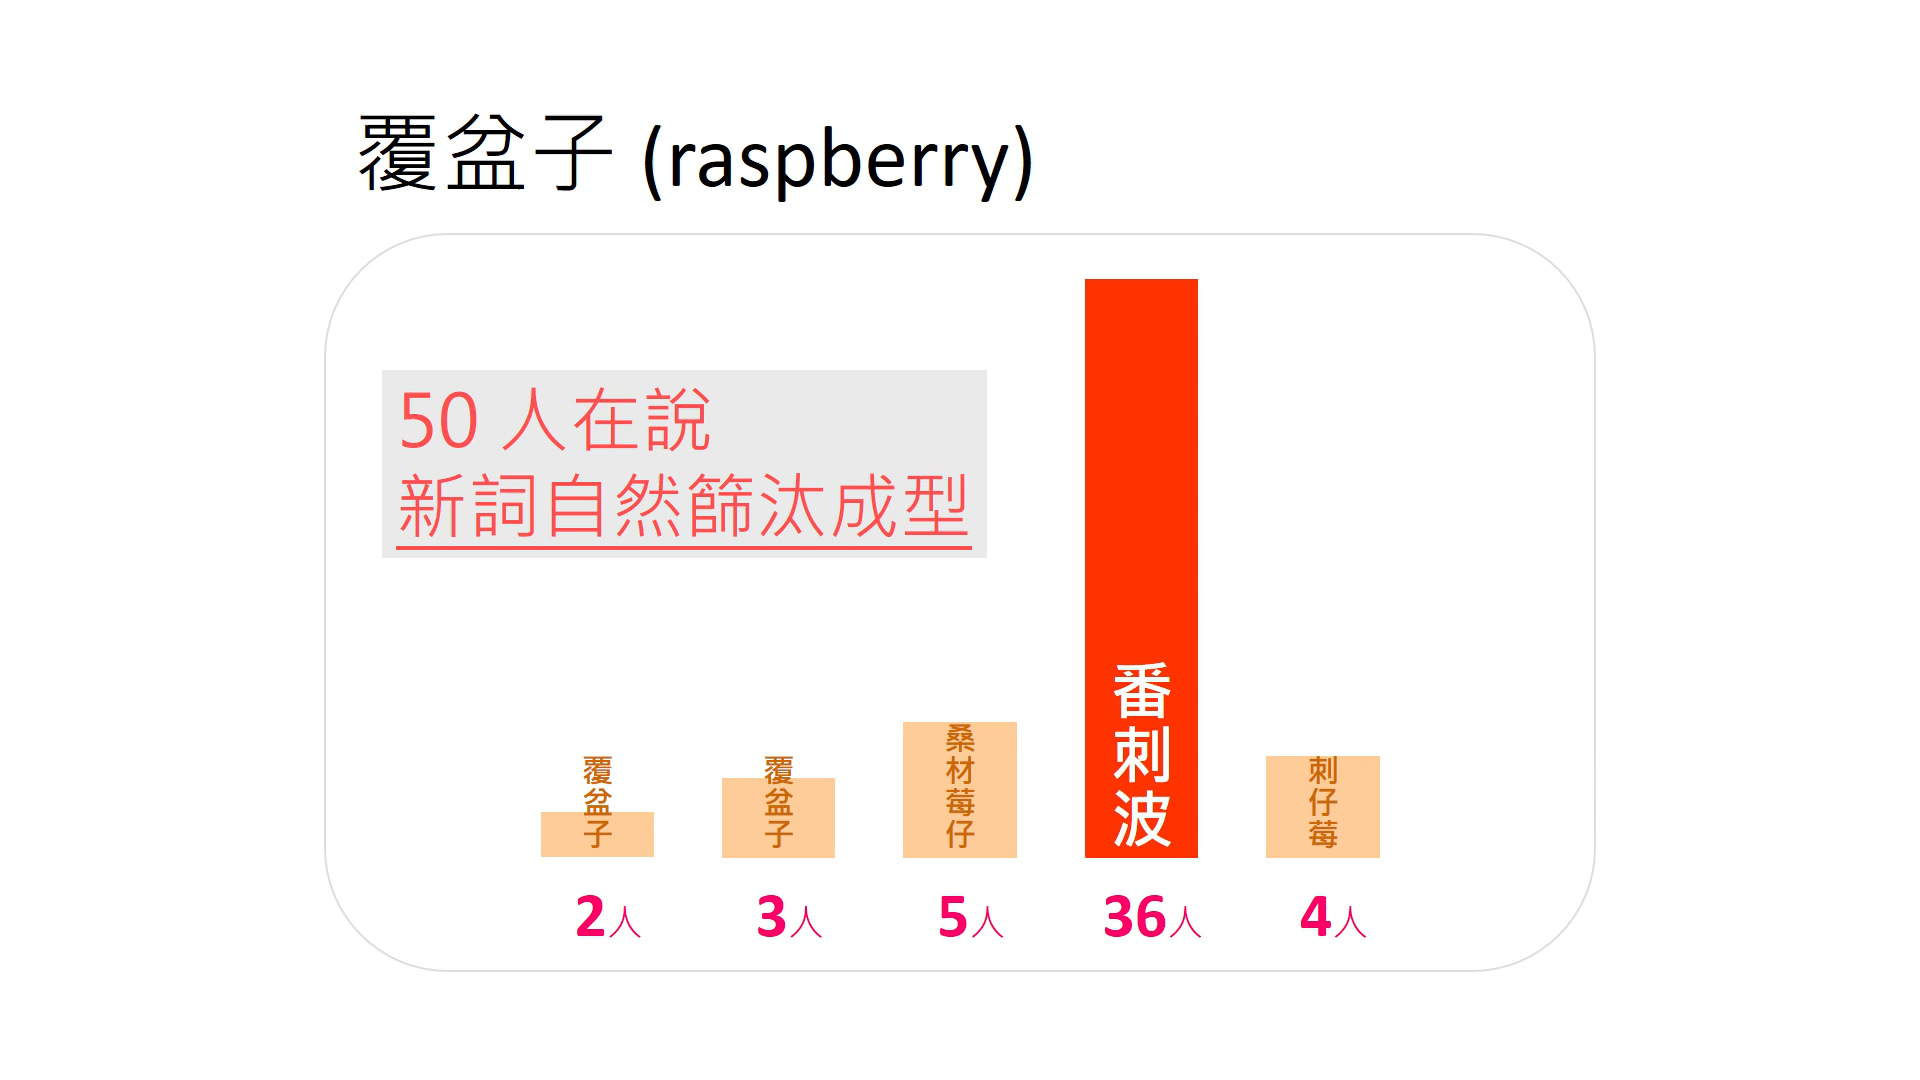 覆盆子 (raspberry)
50 人在說
新詞自然篩汰成型
覆盆子
覆盆子
桑材莓仔
番刺波
刺仔莓
2人
3人
5人
36人
4人